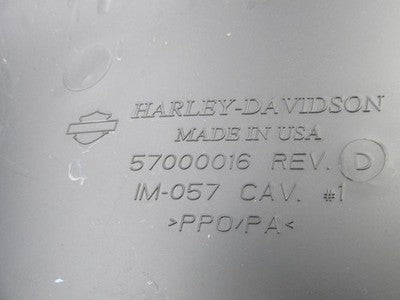 HARLEY-DAVIDSON
MADE IN USA
57000016 REV. D
IM-057 CAV. #1
>PPO/PA<